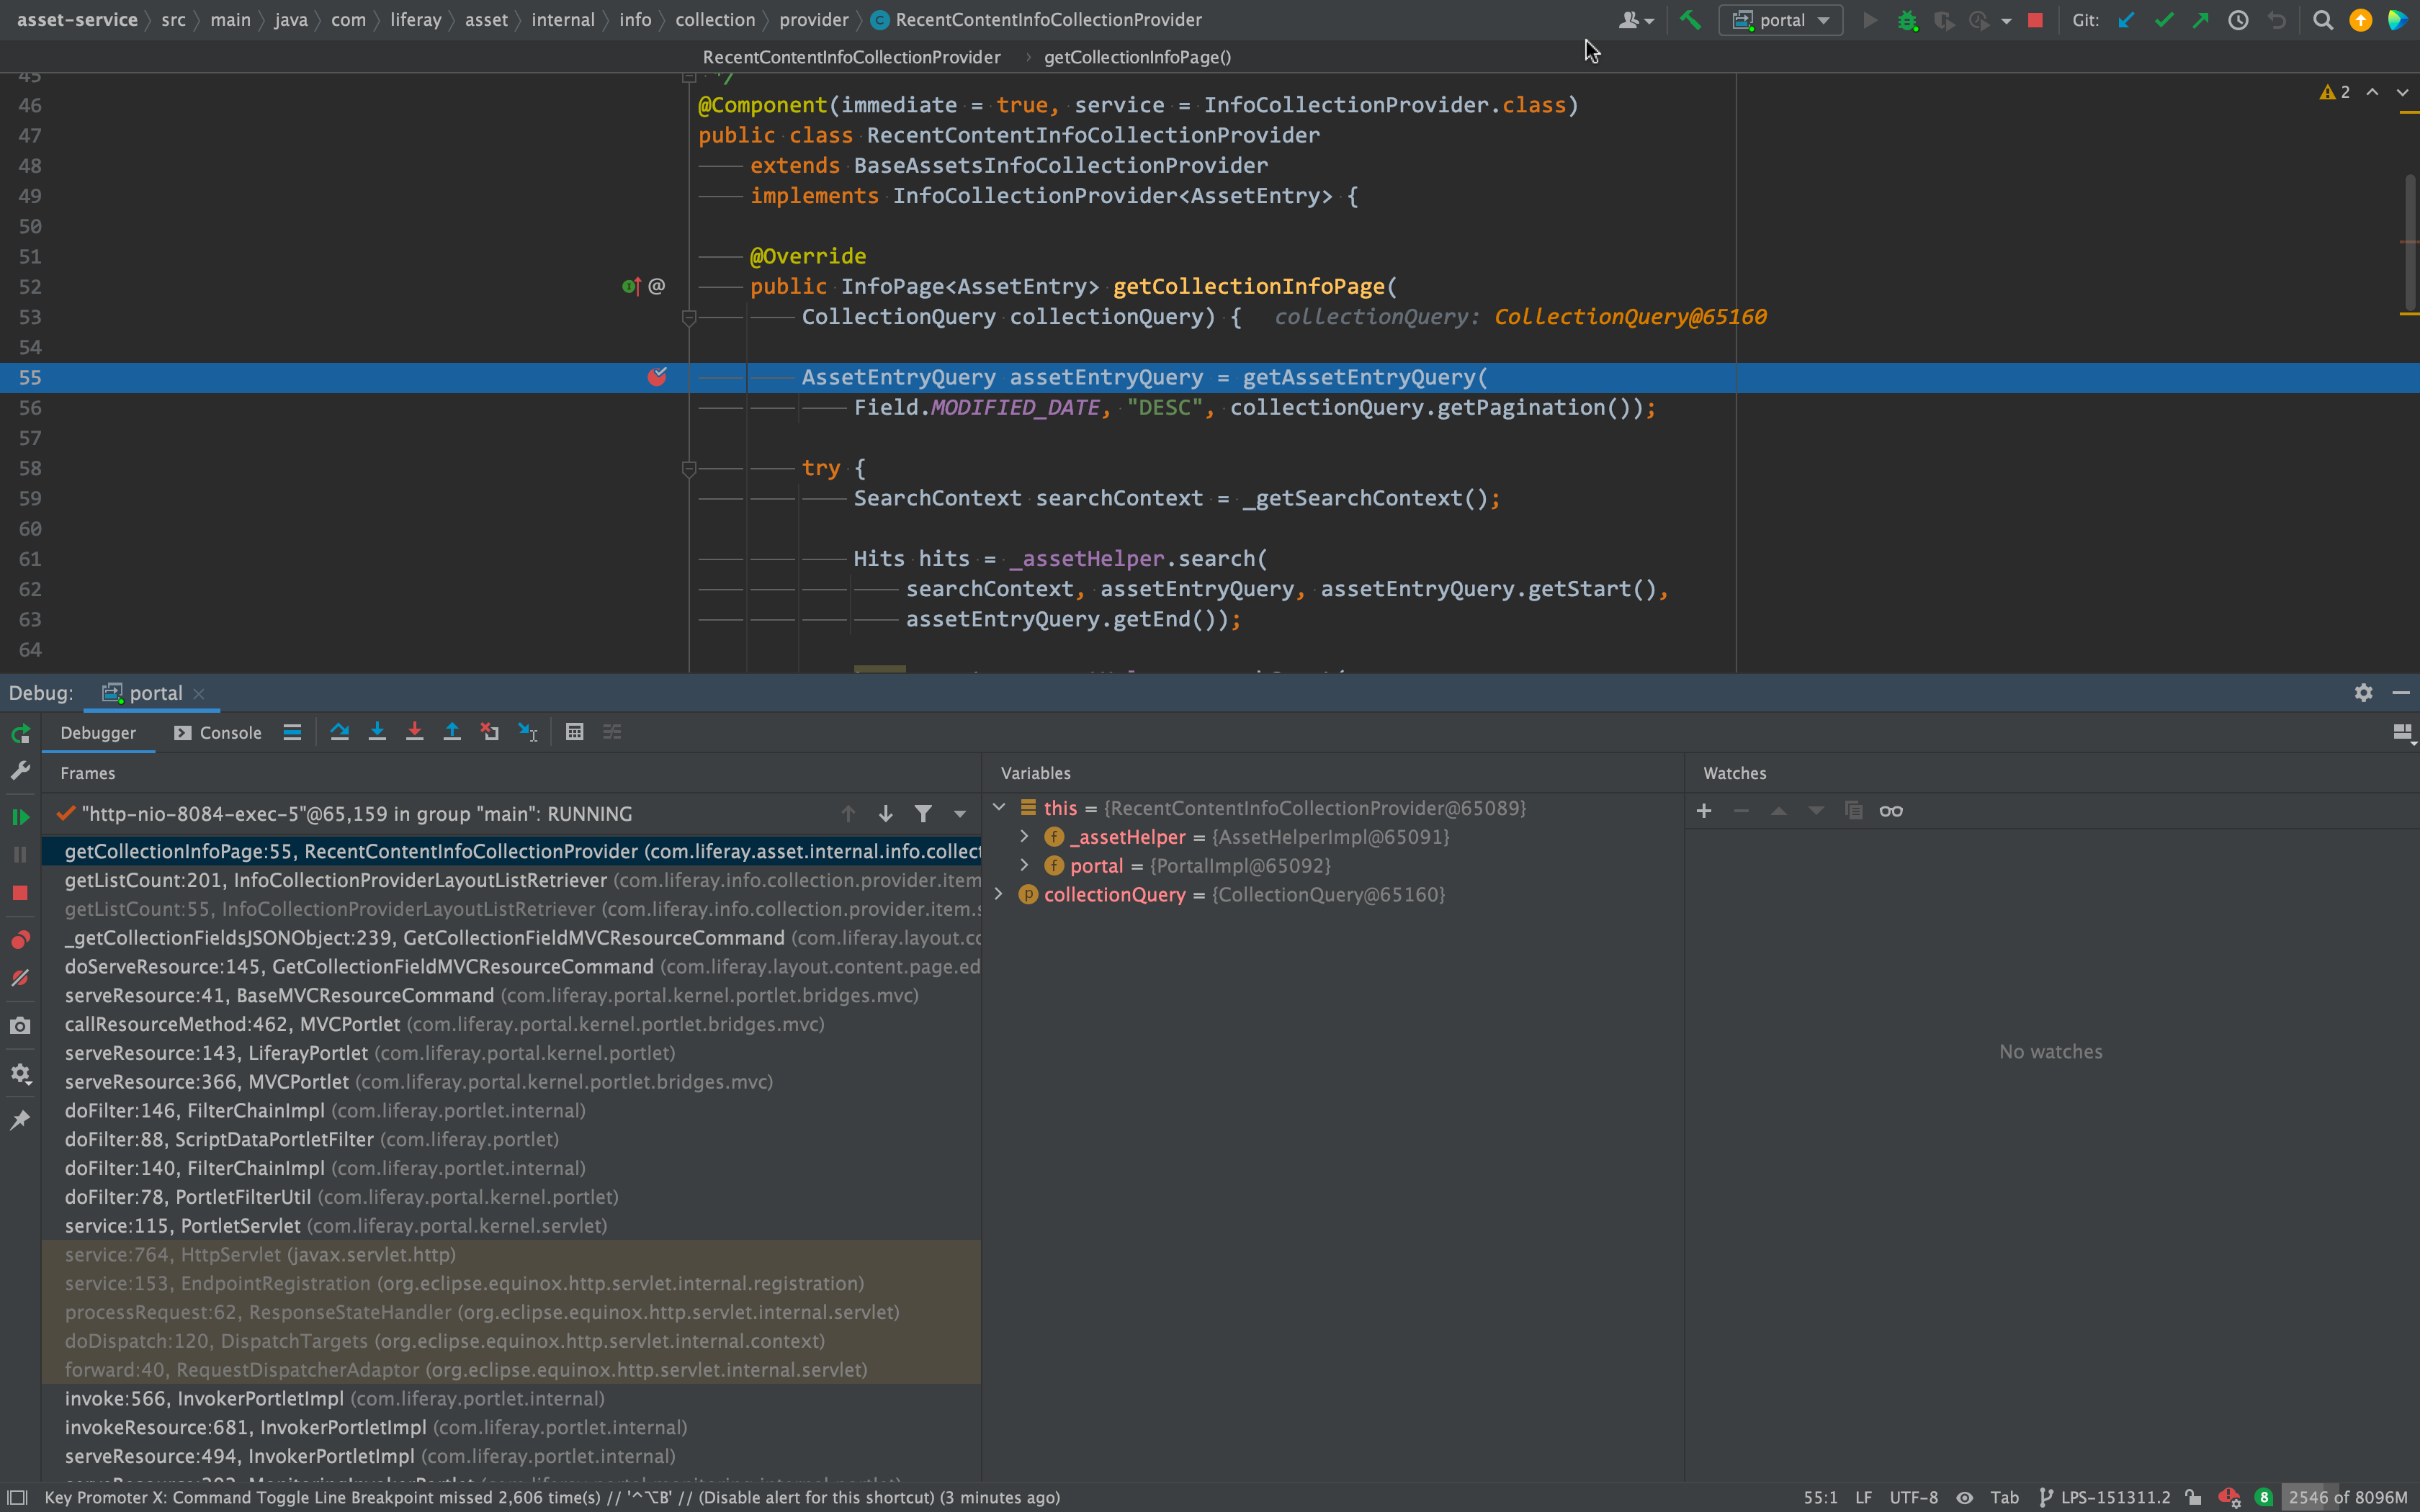 asset-service src main java com liferay asset internal info collection provider RecentContentInfoCollectionProvider portal Git:
RecentContentInfoCollectionProvider getCollectionInfoPage()
45 */
46 @Component(immediate = true, service = InfoCollectionProvider.class) 2
47 public class RecentContentInfoCollectionProvider
48 extends BaseAssetsInfoCollectionProvider
49 implements InfoCollectionProvider<AssetEntry> {
50
51 @Override
52 public InfoPage<AssetEntry> getCollectionInfoPage(
53 CollectionQuery collectionQuery) { collectionQuery: CollectionQuery@65160
54
55 AssetEntryQuery assetEntryQuery = getAssetEntryQuery(
56 Field.MODIFIED_DATE, "DESC", collectionQuery.getPagination());
57
58 try {
59 SearchContext searchContext = _getSearchContext();
60
61 Hits hits = _assetHelper.search(
62 searchContext, assetEntryQuery, assetEntryQuery.getStart(),
63 assetEntryQuery.getEnd());
64
Debug: portal
Debugger Console
Frames
"http-nio-8084-exec-5"@65,159 in group "main": RUNNING
getCollectionInfoPage:55, RecentContentInfoCollectionProvider (com.liferay.asset.internal.info.collect
getListCount:201, InfoCollectionProviderLayoutListRetriever (com.liferay.info.collection.provider.item
getListCount:55, InfoCollectionProviderLayoutListRetriever (com.liferay.info.collection.provider.item.s
_getCollectionFieldsJSONObject:239, GetCollectionFieldMVCResourceCommand (com.liferay.layout.cc
doServeResource:145, GetCollectionFieldMVCResourceCommand (com.liferay.layout.content.page.ed
serveResource:41, BaseMVCResourceCommand (com.liferay.portal.kernel.portlet.bridges.mvc)
callResourceMethod:462, MVCPortlet (com.liferay.portal.kernel.portlet.bridges.mvc)
serveResource:143, LiferayPortlet (com.liferay.portal.kernel.portlet)
serveResource:366, MVCPortlet (com.liferay.portal.kernel.portlet.bridges.mvc)
doFilter:146, FilterChainImpl (com.liferay.portlet.internal)
doFilter:88, ScriptDataPortletFilter (com.liferay.portlet)
doFilter:140, FilterChainImpl (com.liferay.portlet.internal)
doFilter:78, PortletFilterUtil (com.liferay.portal.kernel.portlet)
service:115, PortletServlet (com.liferay.portal.kernel.servlet)
service:764, HttpServlet (javax.servlet.http)
service:153, EndpointRegistration (org.eclipse.equinox.http.servlet.internal.registration)
processRequest:62, ResponseStateHandler (org.eclipse.equinox.http.servlet.internal.servlet)
doDispatch:120, DispatchTargets (org.eclipse.equinox.http.servlet.internal.context)
forward:40, RequestDispatcherAdaptor (org.eclipse.equinox.http.servlet.internal.servlet)
invoke:566, InvokerPortletImpl (com.liferay.portlet.internal)
invokeResource:681, InvokerPortletImpl (com.liferay.portlet.internal)
serveResource:494, InvokerPortletImpl (com.liferay.portlet.internal)
Variables
this = {RecentContentInfoCollectionProvider@65089}
f _assetHelper = {AssetHelperImpl@65091}
f portal = {PortalImpl@65092}
p collectionQuery = {CollectionQuery@65160}
Watches
No watches
Key Promoter X: Command Toggle Line Breakpoint missed 2,606 time(s) // '^⌥B' // (Disable alert for this shortcut) (3 minutes ago) 55:1 LF UTF-8 Tab LPS-151311.2 8 2546 of 8096M